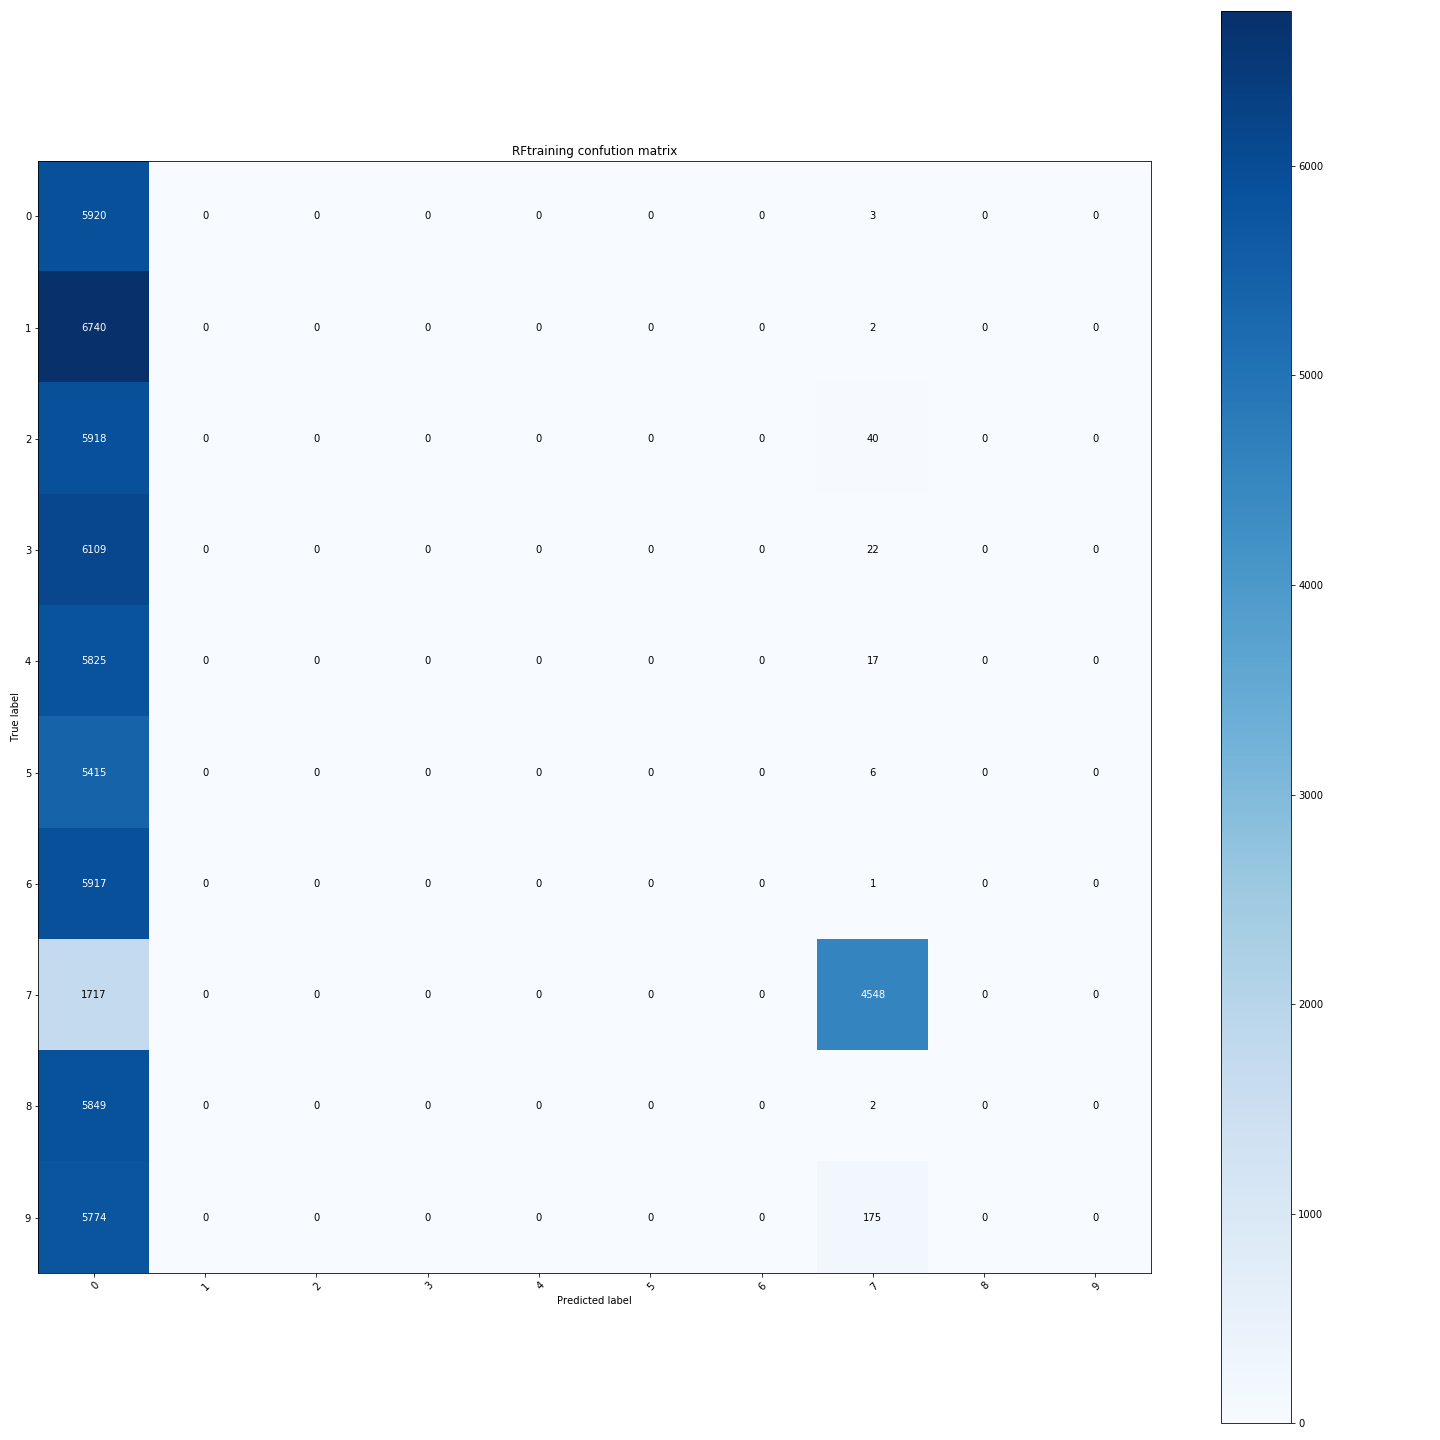 RFtraining confution matrix
0 5920 0 0 0 0 0 0 3 0 0
1 6740 0 0 0 0 0 0 2 0 0
2 5918 0 0 0 0 0 0 40 0 0
3 6109 0 0 0 0 0 0 22 0 0
4 5825 0 0 0 0 0 0 17 0 0
True label
5 5415 0 0 0 0 0 0 6 0 0
6 5917 0 0 0 0 0 0 1 0 0
7 1717 0 0 0 0 0 0 4548 0 0
8 5849 0 0 0 0 0 0 2 0 0
9 5774 0 0 0 0 0 0 175 0 0
0 1 2 3 4 5 6 7 8 9
Predicted label
6000
5000
4000
3000
2000
1000
0